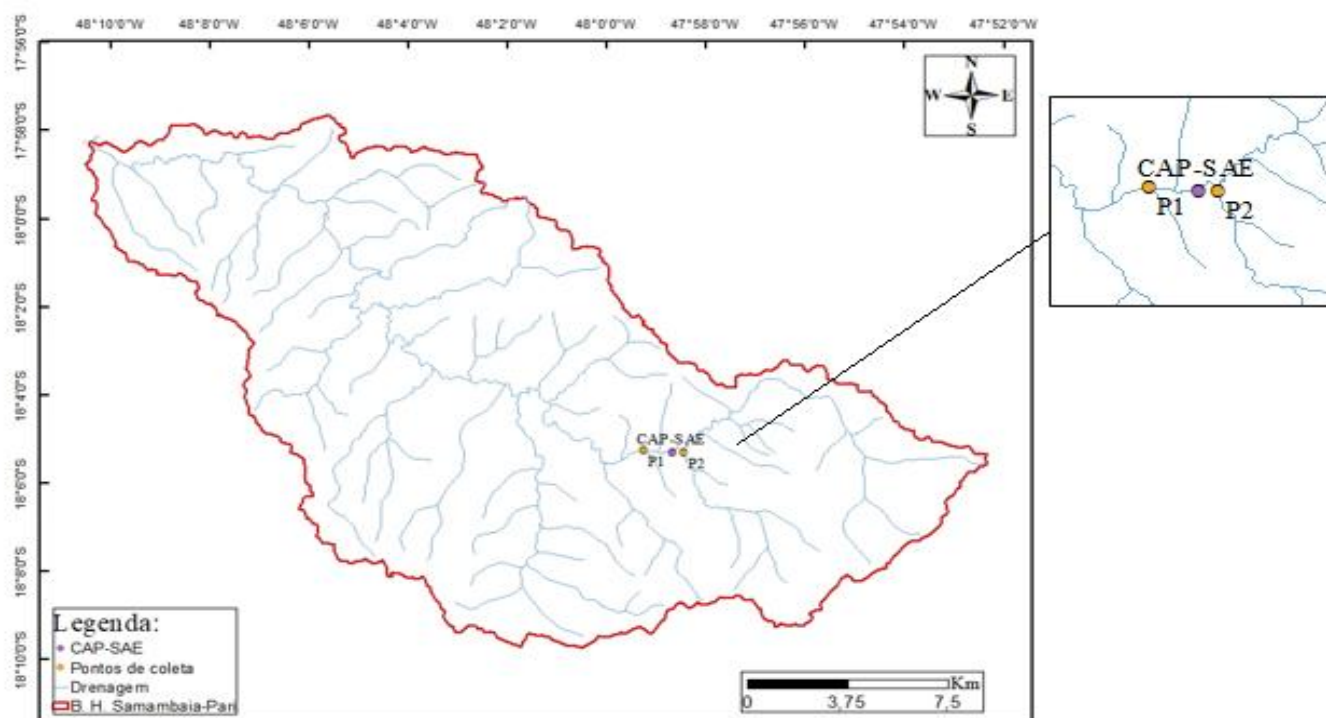 48°10'0"W 48°8'0"W 48°6'0"W 48°4'0"W 48°2'0"W 48°0'0"W 47°58'0"W 47°56'0"W 47°54'0"W 47°52'0"W
17°56'0"S
17°58'0"S
18°0'0"S
18°2'0"S
18°4'0"S
18°6'0"S
18°8'0"S
18°10'0"S
N
W E
S
CAP-SAE
P1 P2
CAP-SAE
P1 P2
Legenda:
CAP-SAE
Pontos de coleta
Drenagem
B. H. Samambaia-Pari
Km
0 3,75 7,5